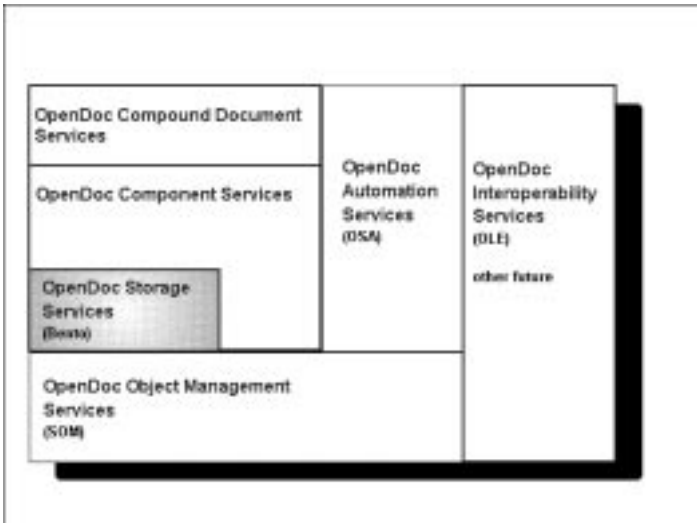 OpenDoc Compound Document
Services
OpenDoc Component Services
OpenDoc Storage
Services
(Bento)
OpenDoc Object Management
Services
(SOM)
OpenDoc
Automation
Services
(OSA)
OpenDoc
Interoperability
Services
(OLE)
other future